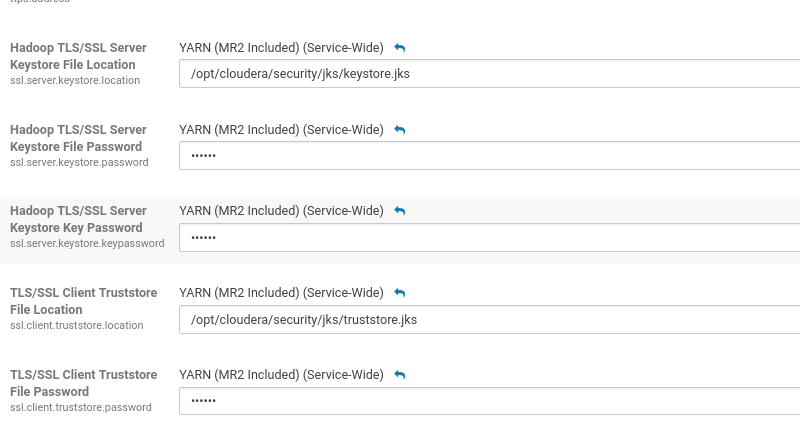 Hadoop TLS/SSL Server
Keystore File Location
ssl.server.keystore.location
YARN (MR2 Included) (Service-Wide)
/opt/cloudera/security/jks/keystore.jks
Hadoop TLS/SSL Server
Keystore File Password
ssl.server.keystore.password
YARN (MR2 Included) (Service-Wide)
••••••
Hadoop TLS/SSL Server
Keystore Key Password
ssl.server.keystore.keypassword
YARN (MR2 Included) (Service-Wide)
••••••
TLS/SSL Client Truststore
File Location
ssl.client.truststore.location
YARN (MR2 Included) (Service-Wide)
/opt/cloudera/security/jks/truststore.jks
TLS/SSL Client Truststore
File Password
ssl.client.truststore.password
YARN (MR2 Included) (Service-Wide)
••••••